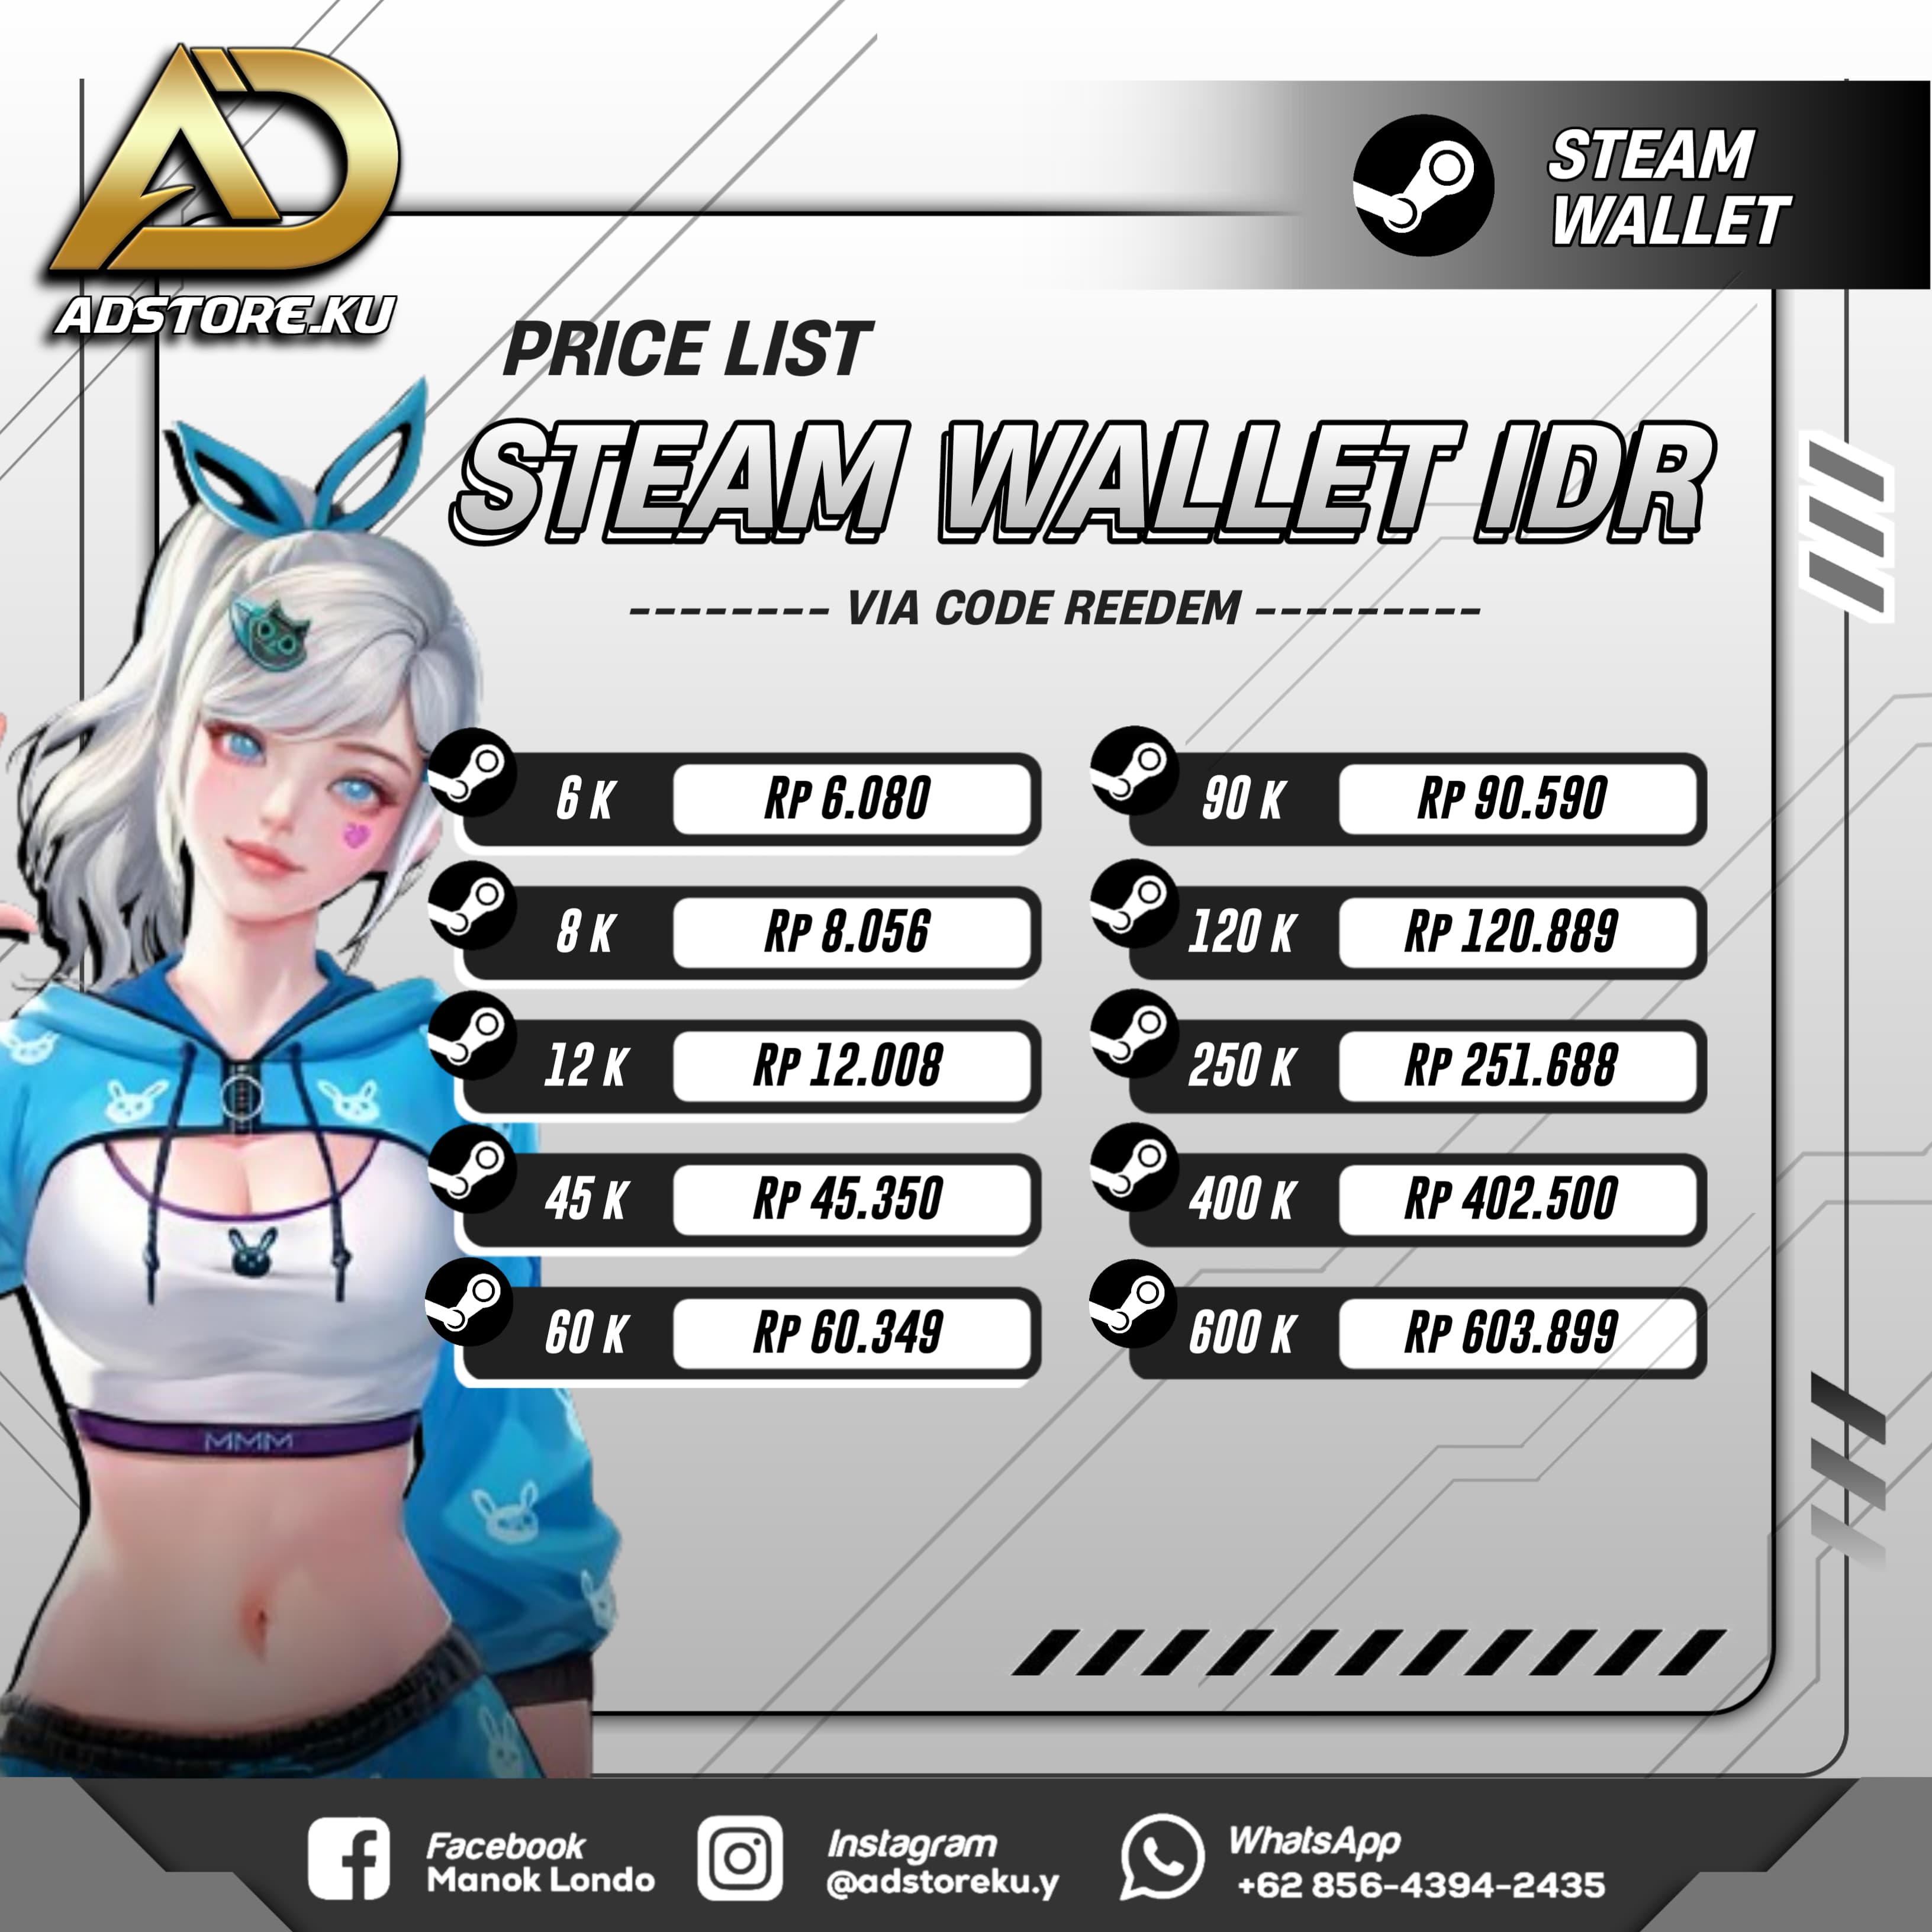 AD
ADSTORE.KU
STEAM
WALLET
PRICE LIST
STEAM WALLET IDR
-------- VIA CODE REEDEM ---------
6 K RP 6.080
8 K RP 8.056
12 K RP 12.008
45 K RP 45.350
60 K RP 60.349
90 K RP 90.590
120 K RP 120.889
250 K RP 251.688
400 K RP 402.500
600 K RP 603.899
MMM
Facebook
Manok Londo
Instagram
@adstoreku.y
WhatsApp
+62 856-4394-2435